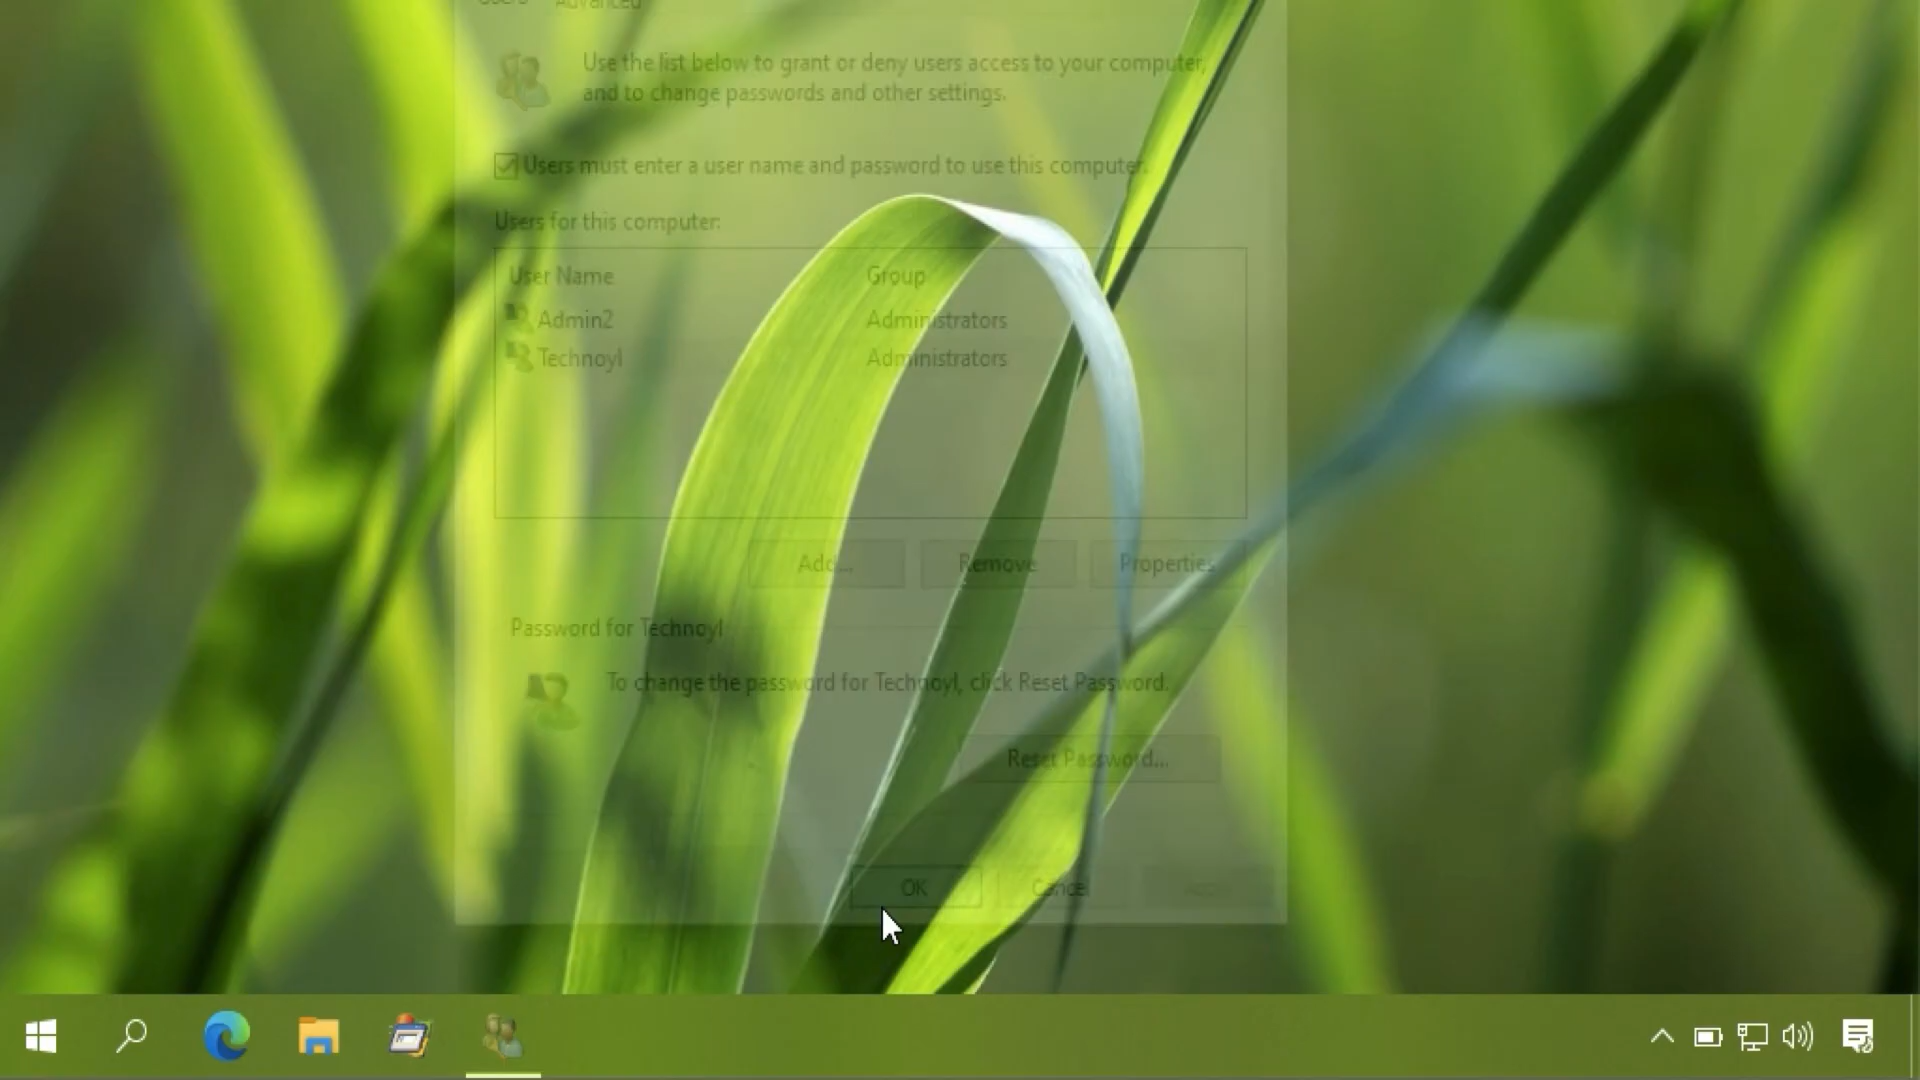 Users Advanced
Use the list below to grant or deny users access to your computer,
and to change passwords and other settings.
Users must enter a user name and password to use this computer.
Users for this computer:
User Name Group
Admin2 Administrators
Technoyl Administrators
Add... Remove Properties
Password for Technoyl
To change the password for Technoyl, click Reset Password.
Reset Password...
OK Cancel